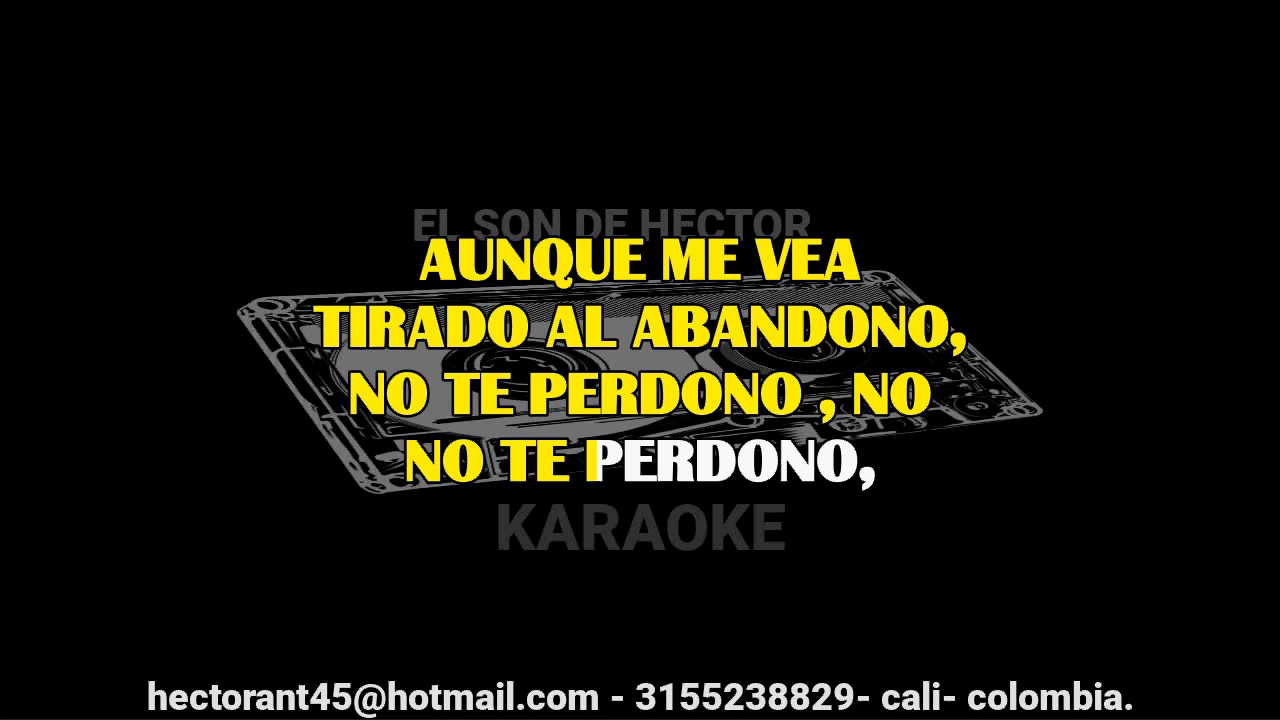 EL SON DE HECTOR
AUNQUE ME VEA
TIRADO AL ABANDONO,
NO TE PERDONO , NO
NO TE PERDONO,
KARAOKE
hectorant45@hotmail.com - 3155238829- cali- colombia.